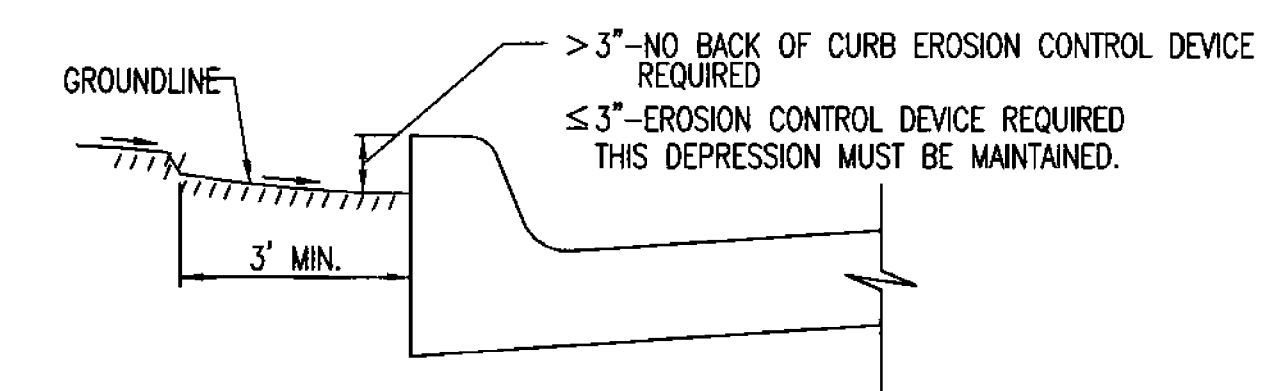 >3"-NO BACK OF CURB EROSION CONTROL DEVICE
REQUIRED
GROUNDLINE
≤3"-EROSION CONTROL DEVICE REQUIRED
THIS DEPRESSION MUST BE MAINTAINED.
3' MIN.